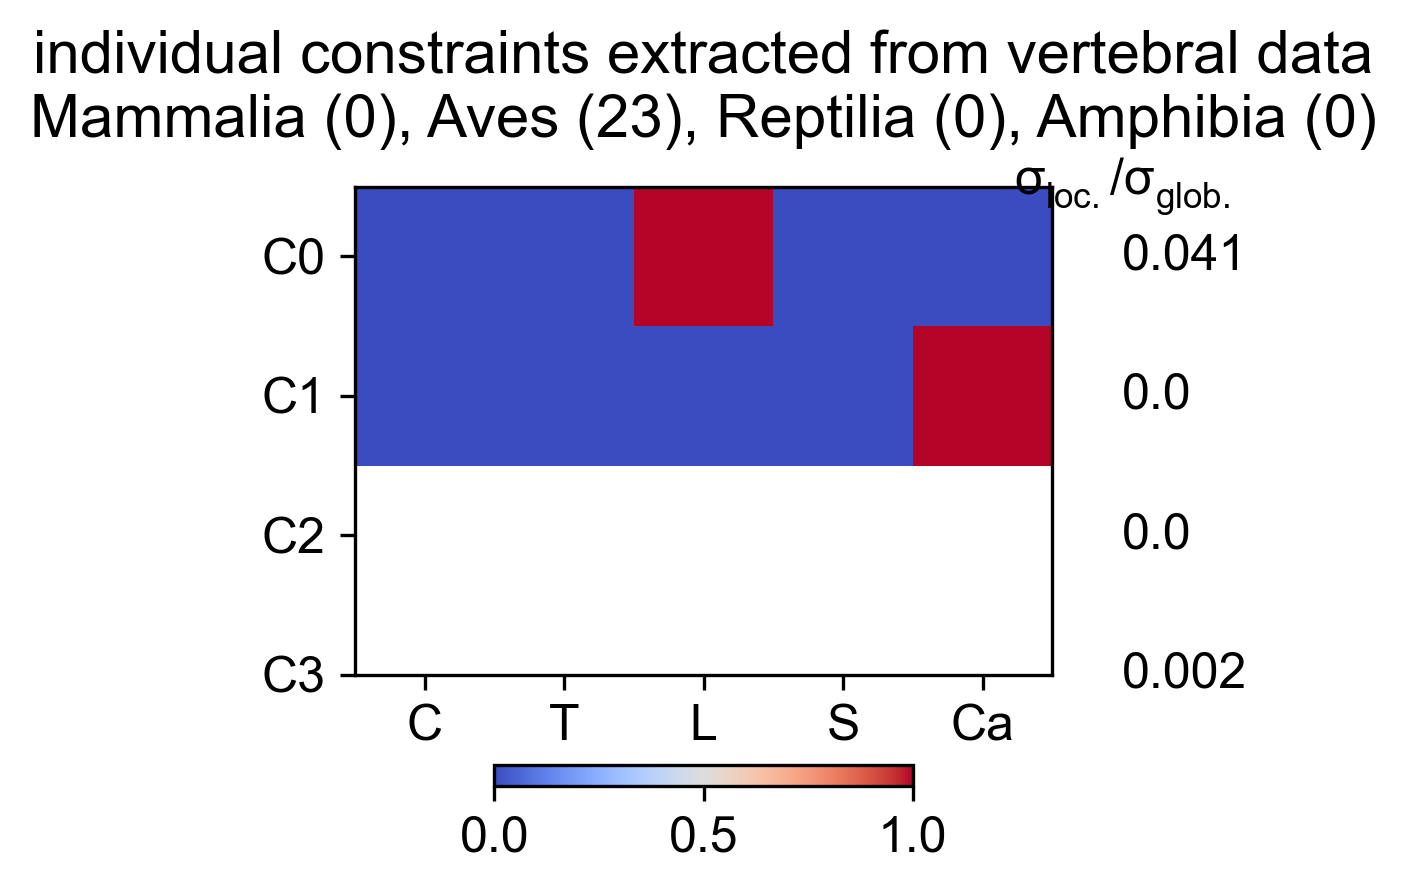 individual constraints extracted from vertebral data
Mammalia (0), Aves (23), Reptilia (0), Amphibia (0)
σloc. /σglob.
C0 0.041
C1 0.0
C2 0.0
C3 0.002
C T L S Ca
0.0 0.5 1.0